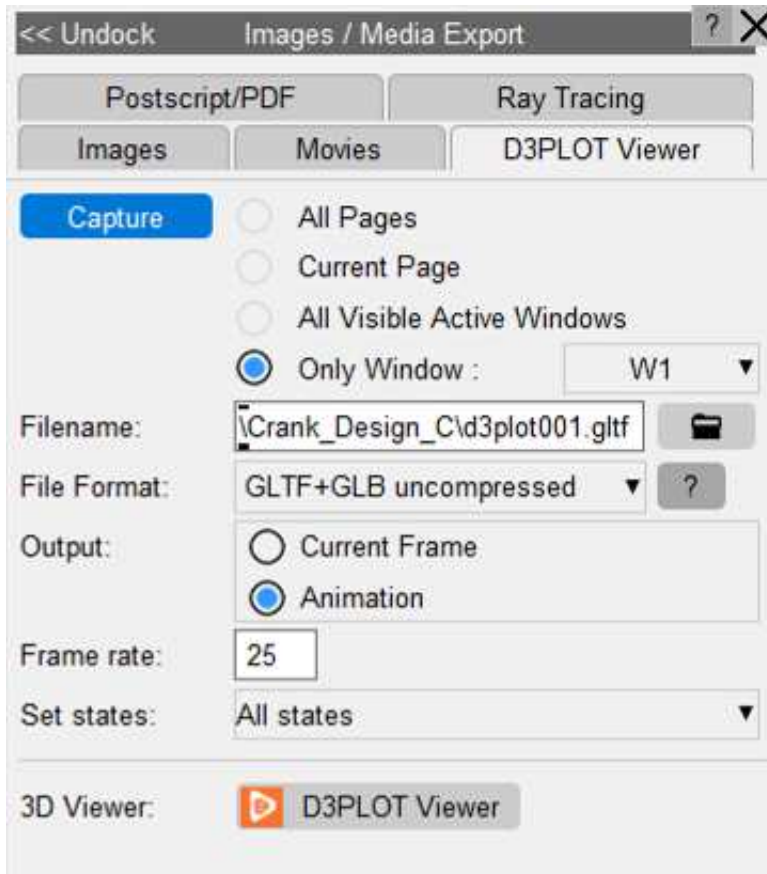 << Undock Images / Media Export ? X
Postscript/PDF Ray Tracing
Images Movies D3PLOT Viewer
Capture All Pages
Current Page
All Visible Active Windows
Only Window : W1
Filename: \Crank_Design_C\d3plot001.gltf
File Format: GLTF+GLB uncompressed ?
Output: Current Frame
Animation
Frame rate: 25
Set states: All states
3D Viewer: D3PLOT Viewer